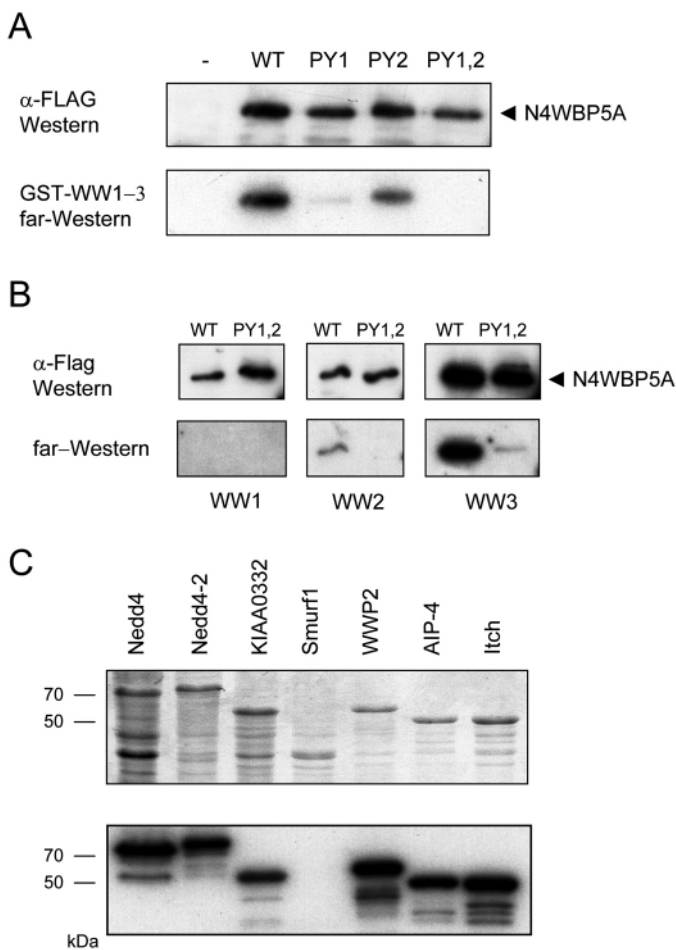 A
- WT PY1 PY2 PY1,2
α-FLAG
Western
◄ N4WBP5A
GST-WW1–3
far-Western
B
WT PY1,2 WT PY1,2 WT PY1,2
α-Flag
Western
◄ N4WBP5A
far–Western
WW1 WW2 WW3
C
Nedd4 Nedd4-2 KIAA0332 Smurf1 WWP2 AIP-4 Itch
70 —
50 —
70 —
50 —
kDa